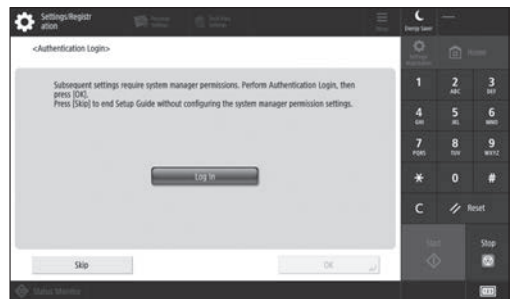 Settings/Registr
ation
<Authentication Login>
Subsequent settings require system manager permissions. Perform Authentication Login, then
press [OK].
Press [Skip] to end Setup Guide without configuring the system manager permission settings.
Log In
Skip
OK
Status Monitor
Energy Saver
Home
1
2
ABC
3
DEF
4
GHI
5
JKL
6
MNO
7
PQRS
8
TUV
9
WXYZ
*
0
#
C
Reset
Start
Stop